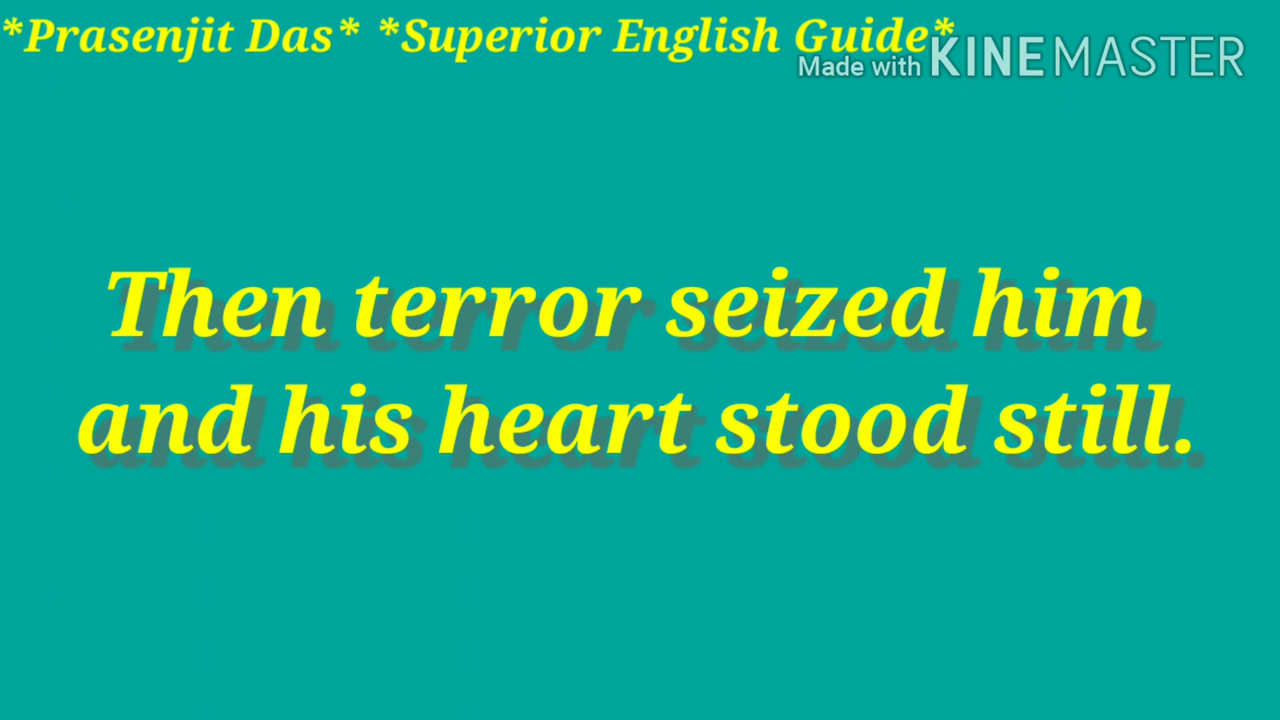 *Prasenjit Das* *Superior English Guide*
Made with KINEMASTER
Then terror seized him
and his heart stood still.